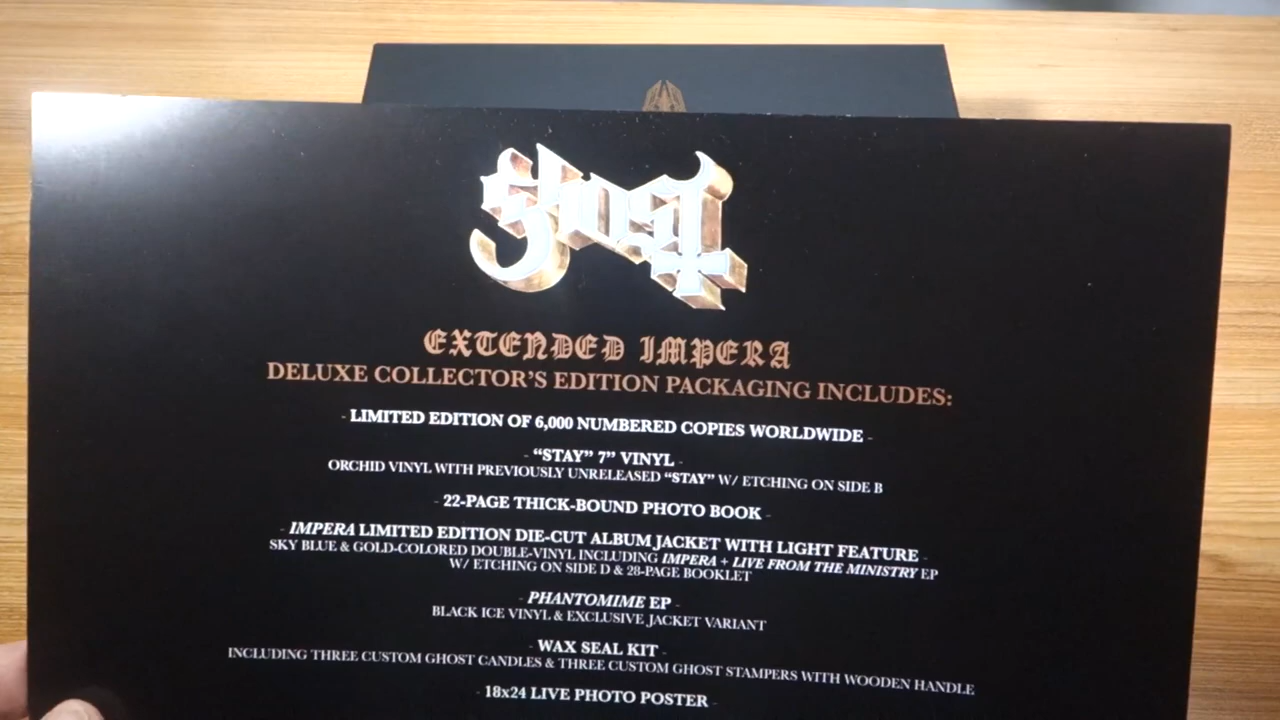 Ghost
EXTENDED IMPERA
DELUXE COLLECTOR'S EDITION PACKAGING INCLUDES:
- LIMITED EDITION OF 6,000 NUMBERED COPIES WORLDWIDE -
- "STAY" 7" VINYL -
ORCHID VINYL WITH PREVIOUSLY UNRELEASED "STAY" W/ ETCHING ON SIDE B
- 22-PAGE THICK-BOUND PHOTO BOOK -
- IMPERA LIMITED EDITION DIE-CUT ALBUM JACKET WITH LIGHT FEATURE -
SKY BLUE & GOLD-COLORED DOUBLE-VINYL INCLUDING IMPERA + LIVE FROM THE MINISTRY EP
W/ ETCHING ON SIDE D & 28-PAGE BOOKLET
- PHANTOMIME EP -
BLACK ICE VINYL & EXCLUSIVE JACKET VARIANT
- WAX SEAL KIT -
INCLUDING THREE CUSTOM GHOST CANDLES & THREE CUSTOM GHOST STAMPERS WITH WOODEN HANDLE
- 18x24 LIVE PHOTO POSTER -